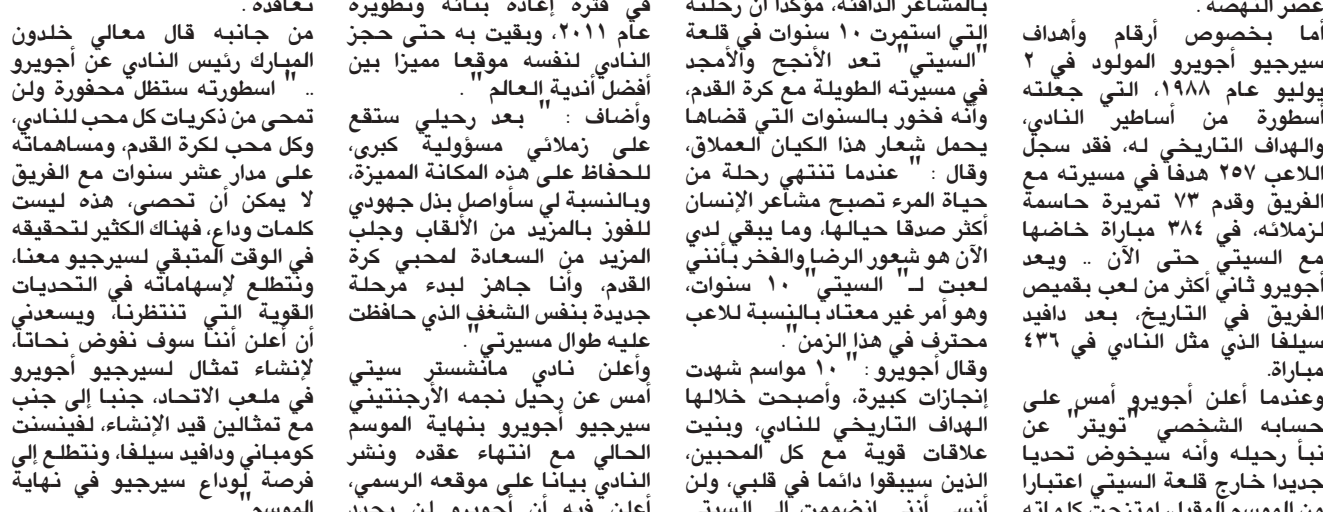 عصر النهضة .
أما بخصوص أرقام وأهداف
سيرجيو أجويرو المولود في ٢
يوليو عام ١٩٨٨، التي جعلته
أسطورة من أساطير النادي،
والهداف التاريخي له، فقد سجل
اللاعب ٢٥٧ هدفا في مسيرته مع
الفريق وقدم ٧٣ تمريرة حاسمة
لزملائه، في ٣٨٤ مباراة خاضها
مع السيتي حتى الآن .. ويعد
أجويرو ثاني أكثر من لعب بقميص
الفريق في التاريخ، بعد دافيد
سيلفا الذي مثل النادي في ٤٣٦
مباراة.
وعندما أعلن أجويرو أمس على
حسابه الشخصي "تويتر" عن
نبأ رحيله وأنه سيخوض تحديا
جديدا خارج قلعة السيتي اعتبارا
من الموسم المقبل، امتزجت كلماته
بالمشاعر الدافئة، مؤكدا أن رحلته
التي استمرت ١٠ سنوات في قلعة
"السيتي" تعد الأنجح والأمجد
في مسيرته الطويلة مع كرة القدم،
وأنه فخور بالسنوات التي قضاها
يحمل شعار هذا الكيان العملاق،
وقال : " عندما تنتهي رحلة من
حياة المرء تصبح مشاعر الإنسان
أكثر صدقا حيالها، وما يبقي لدي
الآن هو شعور الرضا والفخر بأنني
لعبت لـ" السيتي" ١٠ سنوات،
وهو أمر غير معتاد بالنسبة للاعب
محترف في هذا الزمن".
وقال أجويرو : " ١٠ مواسم شهدت
إنجازات كبيرة، وأصبحت خلالها
الهداف التاريخي للنادي، وبنيت
علاقات قوية مع كل المحبين،
الذين سيبقوا دائما في قلبي، ولن
أنسى أنني انضممت إلى السيتي
في فترة إعادة بنائه وتطويره
عام ٢٠١١، وبقيت به حتى حجز
النادي لنفسه موقعا مميزا بين
أفضل أندية العالم" .
وأضاف : " بعد رحيلي ستقع
على زملائي مسؤولية كبرى،
للحفاظ على هذه المكانة المميزة،
وبالنسبة لي سأواصل بذل جهودي
للفوز بالمزيد من الألقاب وجلب
المزيد من السعادة لمحبي كرة
القدم، وأنا جاهز لبدء مرحلة
جديدة بنفس الشغف الذي حافظت
عليه طوال مسيرتي".
وأعلن نادي مانشستر سيتي
أمس عن رحيل نجمه الأرجنتيني
سيرجيو أجويرو بنهاية الموسم
الحالي مع انتهاء عقده ونشر
النادي بيانا على موقعه الرسمي،
أعلن فيه أن أجويرو لن يجدد
تعاقده .
من جانبه قال معالي خلدون
المبارك رئيس النادي عن أجويرو
.. " اسطورته ستظل محفورة ولن
تمحى من ذكريات كل محب للنادي،
وكل محب لكرة القدم، ومساهماته
على مدار عشر سنوات مع الفريق
لا يمكن أن تحصى، هذه ليست
كلمات وداع، فهناك الكثير لتحقيقه
في الوقت المتبقي لسيرجيو معنا،
ونتطلع لإسهاماته في التحديات
القوية التي تنتظرنا، ويسعدني
أن أعلن أننا سوف نفوض نحاتا،
لإنشاء تمثال لسيرجيو أجويرو
في ملعب الاتحاد، جنبا إلى جنب
مع تمثالين قيد الإنشاء، لفينسنت
كومباني ودافيد سيلفا، ونتطلع إلى
فرصة لوداع سيرجيو في نهاية
الموسم"